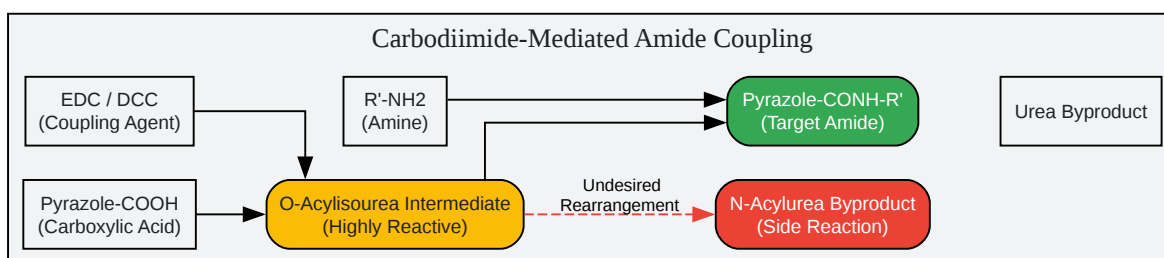 Carbodiimide-Mediated Amide Coupling
EDC / DCC
(Coupling Agent)
R'-NH2
(Amine)
Pyrazole-CONH-R'
(Target Amide)
Urea Byproduct
Pyrazole-COOH
(Carboxylic Acid)
O-Acylisourea Intermediate
(Highly Reactive)
Undesired
Rearrangement
N-Acylurea Byproduct
(Side Reaction)